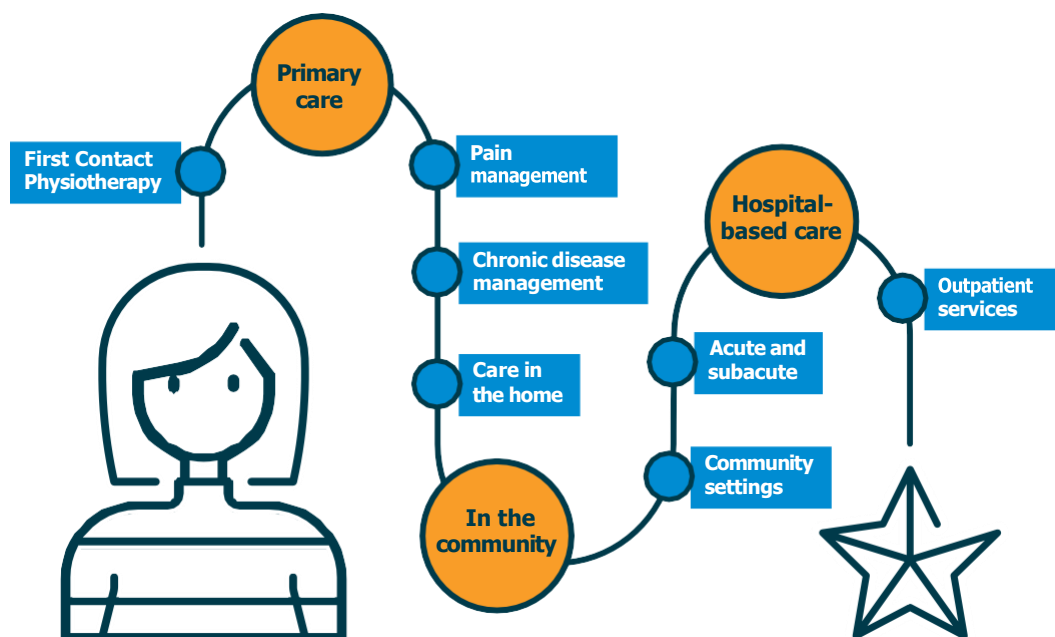 Primary
care
First Contact
Physiotherapy
Pain
management
Chronic disease
management
Care in
the home
In the
community
Hospital-
based care
Acute and
subacute
Community
settings
Outpatient
services